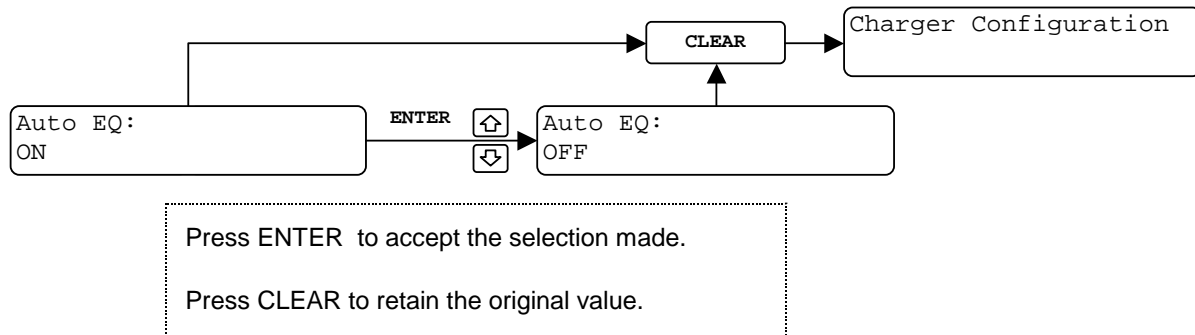 Charger Configuration
CLEAR
Auto EQ:
ON
ENTER
Auto EQ:
OFF
Press ENTER to accept the selection made.
Press CLEAR to retain the original value.